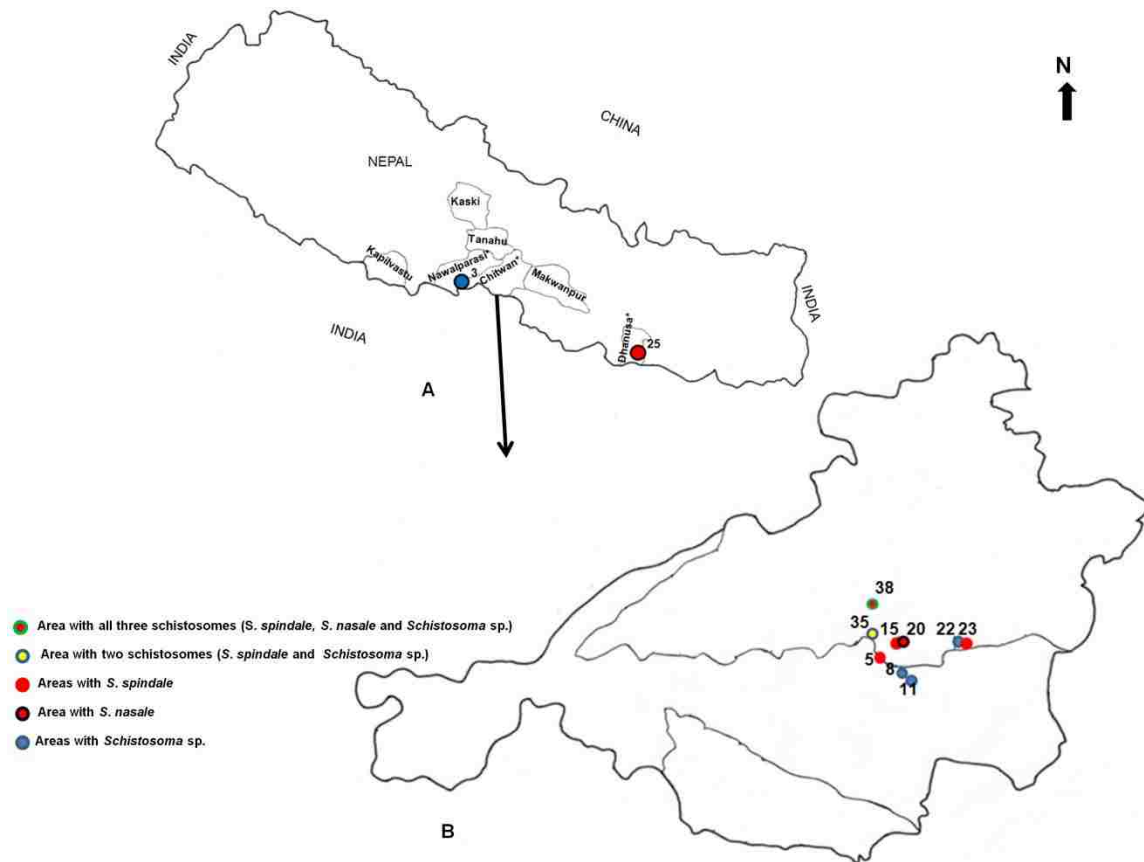 INDIA
N
CHINA
NEPAL
Kaski
Tanahu
Kapilvastu
Nawalparasi*
3
Chitwan*
Makwanpur
INDIA
INDIA
Dhanusa*
25
A
38
35
15
20
22
23
5
8
11
Area with all three schistosomes (S. spindale, S. nasale and Schistosoma sp.)
Area with two schistosomes (S. spindale and Schistosoma sp.)
Areas with S. spindale
Area with S. nasale
Areas with Schistosoma sp.
B